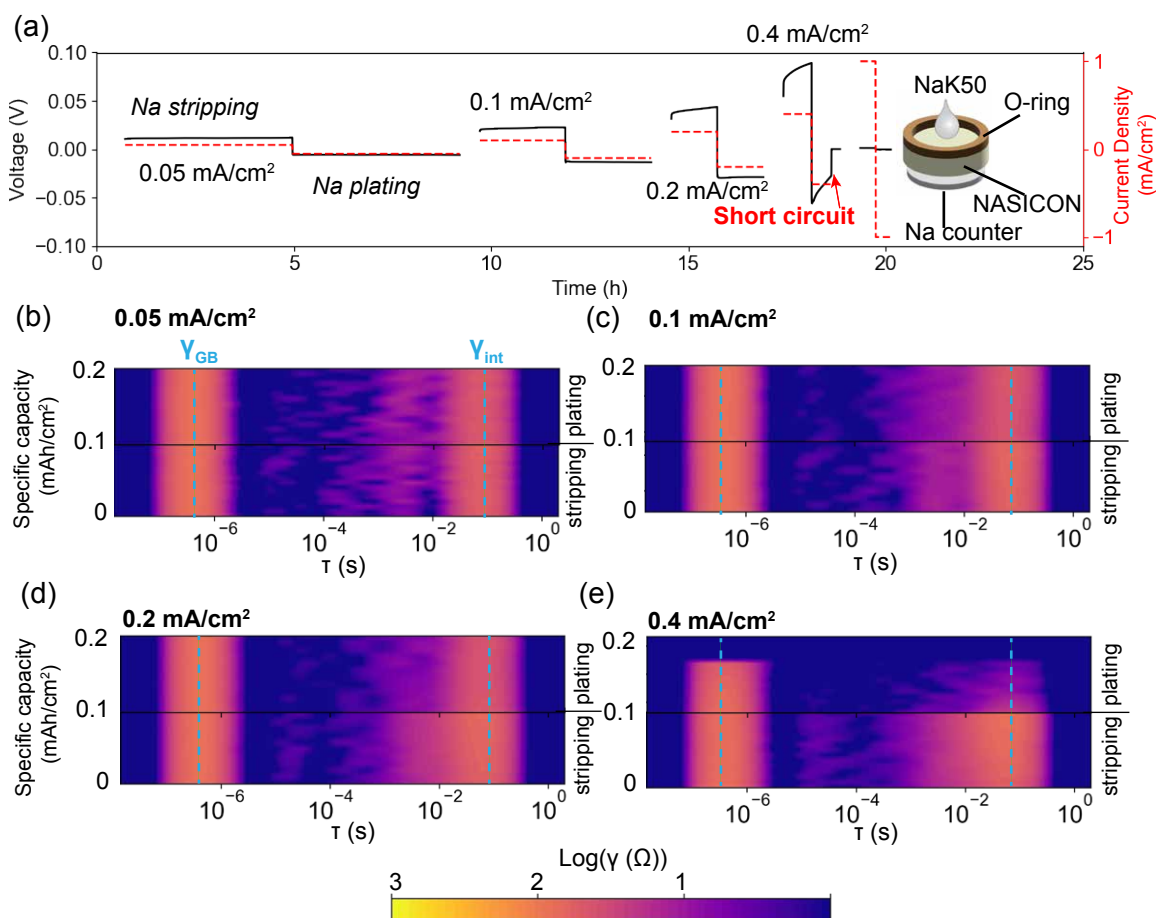 (a)
0.10
0.05
0.00
−0.05
−0.10
Voltage (V)
Na stripping
0.05 mA/cm²
Na plating
0.1 mA/cm²
0.2 mA/cm²
0.4 mA/cm²
Short circuit
NaK50
O-ring
NASICON
Na counter
1
0
−1
Current Density
(mA/cm²)
0
5
10
15
20
25
Time (h)
(b)
0.05 mA/cm²
γGB
γint
0.2
0.1
0
Specific capacity
(mAh/cm²)
stripping plating
10⁻⁶
10⁻⁴
10⁻²
10⁰
τ (s)
(c)
0.1 mA/cm²
0.2
0.1
0
stripping plating
10⁻⁶
10⁻⁴
10⁻²
10⁰
τ (s)
(d)
0.2 mA/cm²
0.2
0.1
0
Specific capacity
(mAh/cm²)
stripping plating
10⁻⁶
10⁻⁴
10⁻²
10⁰
τ (s)
(e)
0.4 mA/cm²
0.2
0.1
0
stripping plating
10⁻⁶
10⁻⁴
10⁻²
10⁰
τ (s)
Log(γ (Ω))
3
2
1